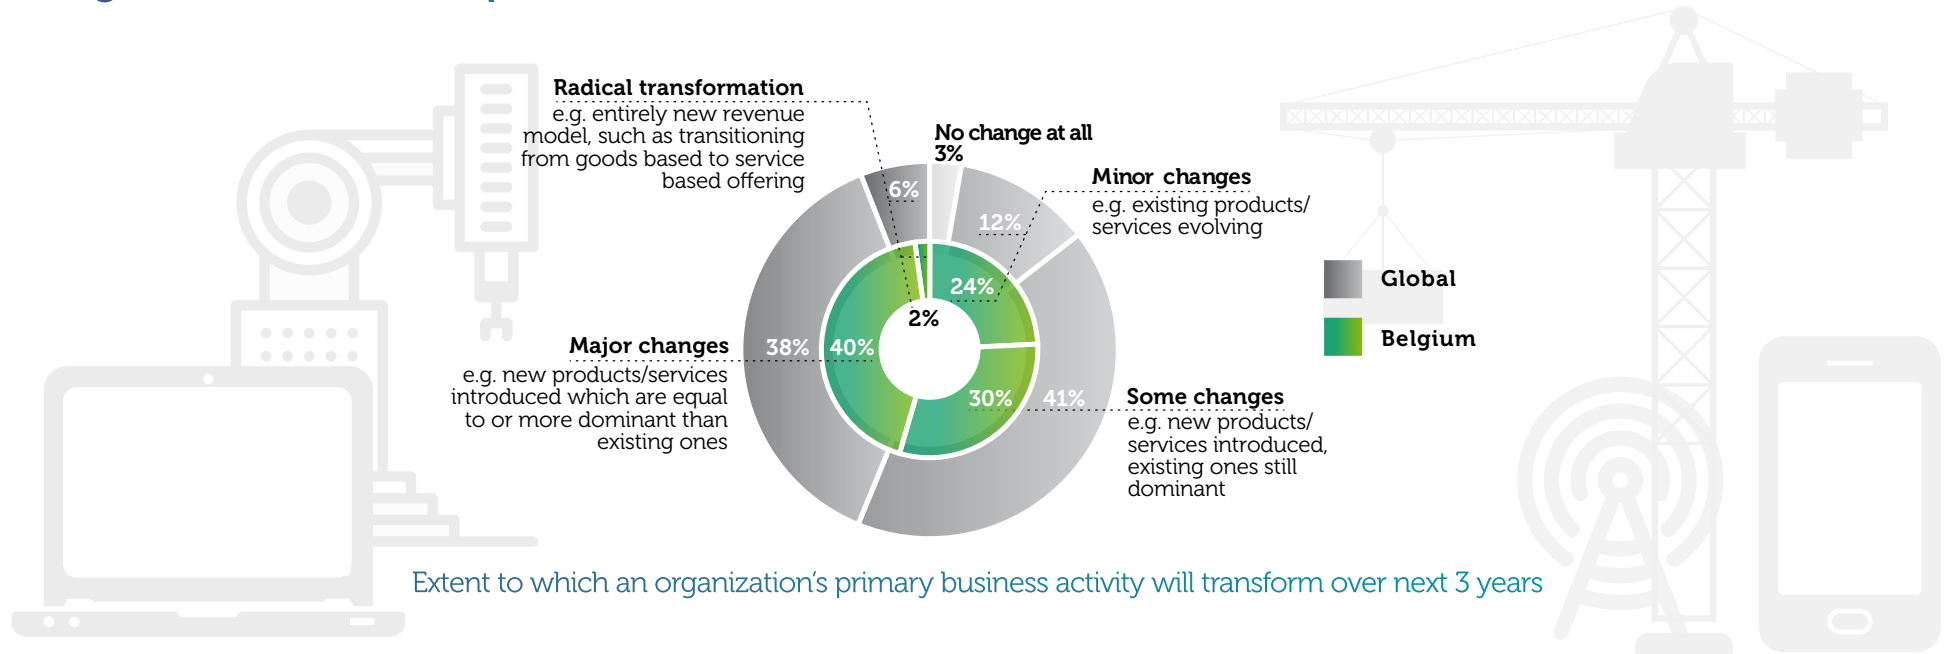 Radical transformation
e.g. entirely new revenue
model, such as transitioning
from goods based to service
based offering
No change at all
3%
Minor changes
e.g. existing products/
services evolving
6%
12%
24%
2%
Global
Belgium
Major changes
e.g. new products/services
introduced which are equal
to or more dominant than
existing ones
38%
40%
30%
41%
Some changes
e.g. new products/
services introduced,
existing ones still
dominant
Extent to which an organization's primary business activity will transform over next 3 years